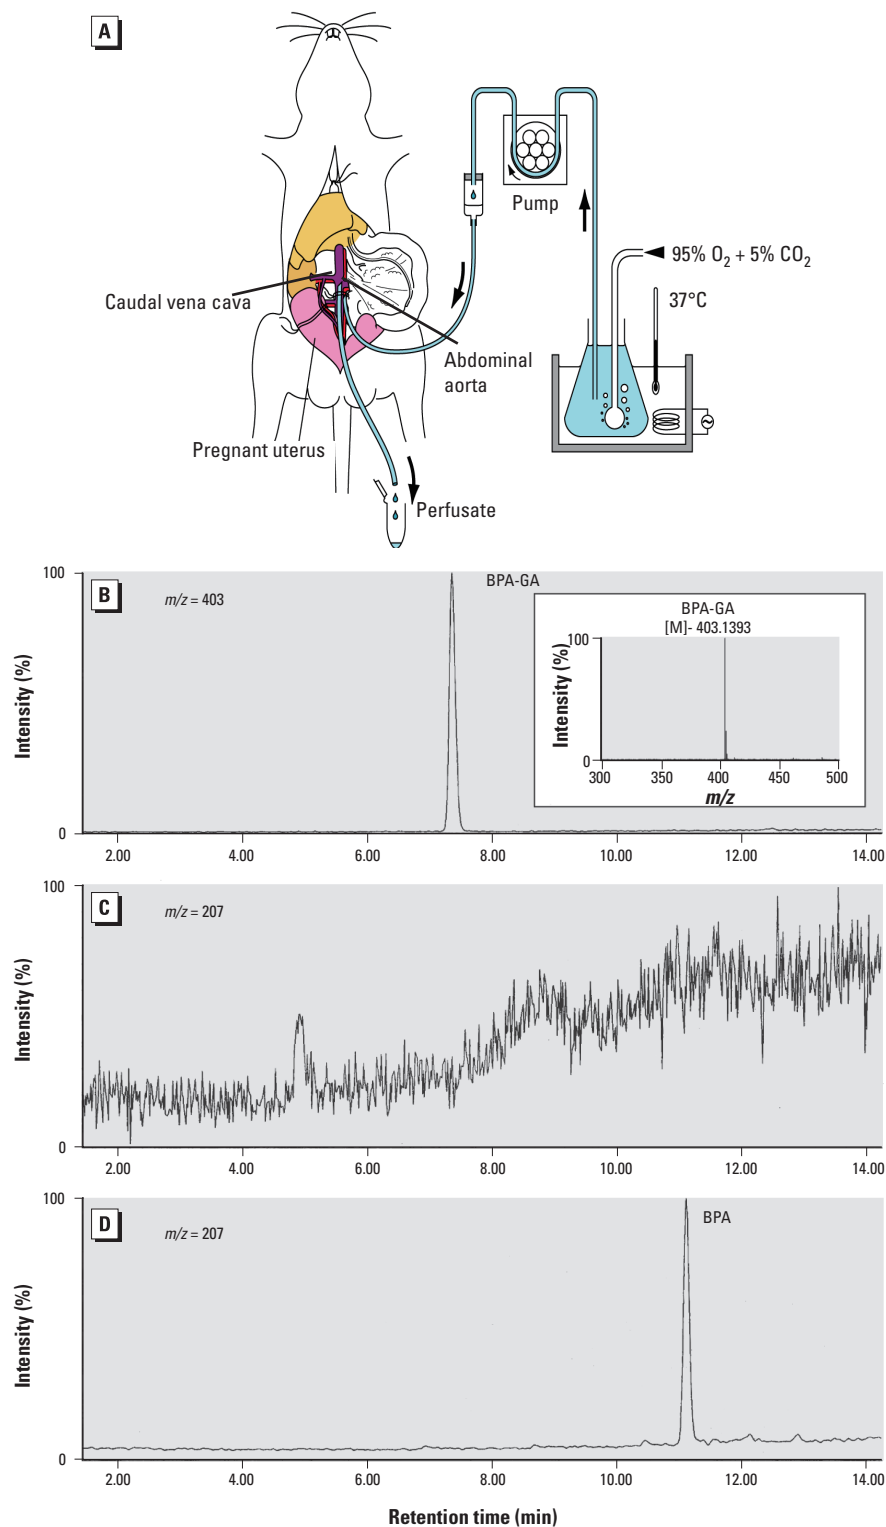 A
Pump
95% O2 + 5% CO2
37°C
Caudal vena cava
Abdominal
aorta
Pregnant uterus
Perfusate
B
m/z = 403
BPA-GA
BPA-GA
[M]- 403.1393
Intensity (%)
100
0
300 350 400 450 500
m/z
Intensity (%)
100
0
2.00 4.00 6.00 8.00 10.00 12.00 14.00
C
m/z = 207
Intensity (%)
100
0
2.00 4.00 6.00 8.00 10.00 12.00 14.00
D
m/z = 207
BPA
Intensity (%)
100
0
2.00 4.00 6.00 8.00 10.00 12.00 14.00
Retention time (min)